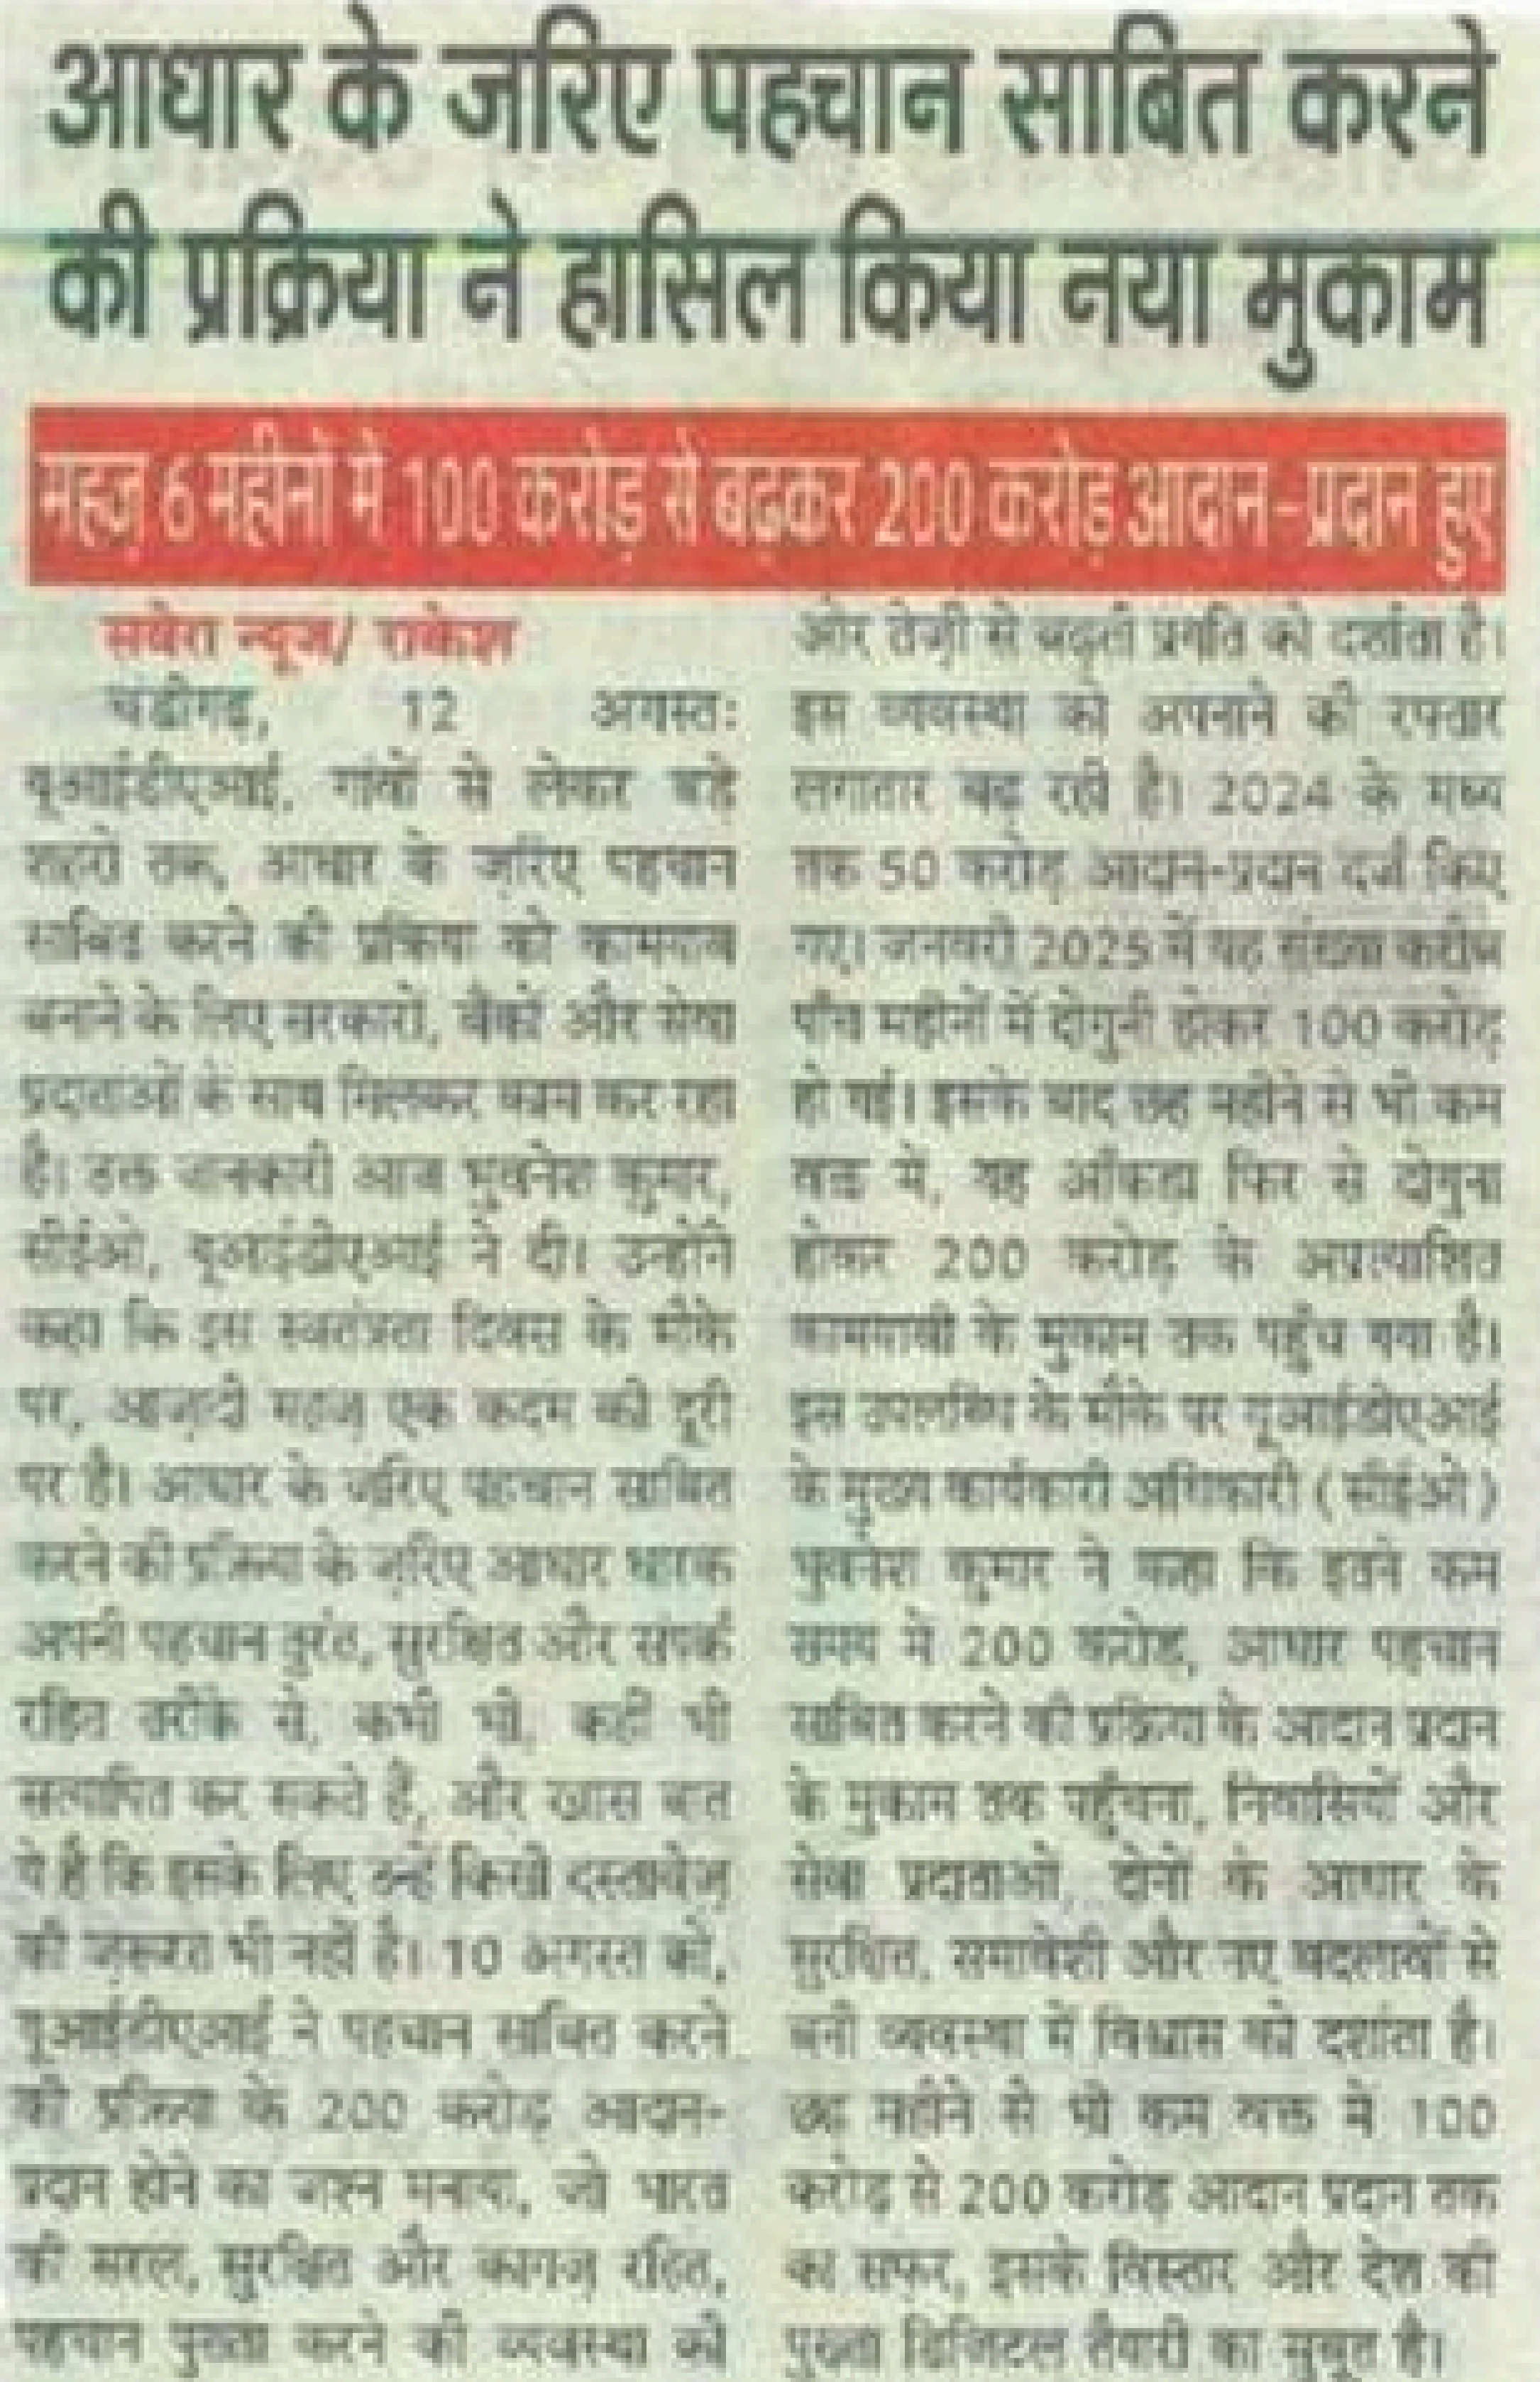 आधार के जरिए पहचान साबित करने
की प्रक्रिया ने हासिल किया नया मुकाम
महज़ 6 महीनों में 100 करोड़ से बढ़कर 200 करोड़ आदान-प्रदान हुए
सवेरा न्यूज/ राकेश
चंडीगढ़, 12 अगस्त:
यूआईडीएआई, गांवों से लेकर बड़े
शहरों तक, आधार के ज़रिए पहचान
साबित करने की प्रक्रिया को कामयाब
बनाने के लिए सरकारों, बैंकों और सेवा
प्रदाताओं के साथ मिलकर काम कर रहा
है। उक्त जानकारी आज भुवनेश कुमार,
सीईओ, यूआईडीएआई ने दी। उन्होंने
कहा कि इस स्वतंत्रता दिवस के मौके
पर, आज़ादी महज़ एक कदम की दूरी
पर है। आधार के ज़रिए पहचान साबित
करने की प्रक्रिया के ज़रिए आधार धारक
अपनी पहचान तुरंत, सुरक्षित और संपर्क
रहित तरीके से, कभी भी, कहीं भी
सत्यापित कर सकते हैं, और खास बात
ये है कि इसके लिए उन्हें किसी दस्तावेज़
की ज़रूरत भी नहीं है। 10 अगस्त को,
यूआईडीएआई ने पहचान साबित करने
की प्रक्रिया के 200 करोड़ आदान-
प्रदान होने का जश्न मनाया, जो भारत
की सरल, सुरक्षित और कागज़ रहित,
पहचान पुख्ता करने की व्यवस्था की
ओर तेज़ी से बढ़ती प्रगति को दर्शाता है।
इस व्यवस्था को अपनाने की रफ्तार
लगातार बढ़ रही है। 2024 के मध्य
तक 50 करोड़ आदान-प्रदान दर्ज किए
गए। जनवरी 2025 में यह संख्या करीब
पाँच महीनों में दोगुनी होकर 100 करोड़
हो गई। इसके बाद छह महीने से भी कम
वक्त में, यह आँकड़ा फिर से दोगुना
होकर 200 करोड़ के अप्रत्याशित
कामयाबी के मुकाम तक पहुँच गया है।
इस उपलब्धि के मौके पर यूआईडीएआई
के मुख्य कार्यकारी अधिकारी (सीईओ)
भुवनेश कुमार ने कहा कि इतने कम
समय में 200 करोड़, आधार पहचान
साबित करने की प्रक्रिया के आदान प्रदान
के मुकाम तक पहुँचना, निवासियों और
सेवा प्रदाताओं, दोनों के आधार के
सुरक्षित, समावेशी और नए बदलावों से
बनी व्यवस्था में विश्वास को दर्शाता है।
छह महीने से भी कम वक्त में 100
करोड़ से 200 करोड़ आदान प्रदान तक
का सफर, इसके विस्तार और देश की
पुख्ता डिजिटल तैयारी का सुबूत है।